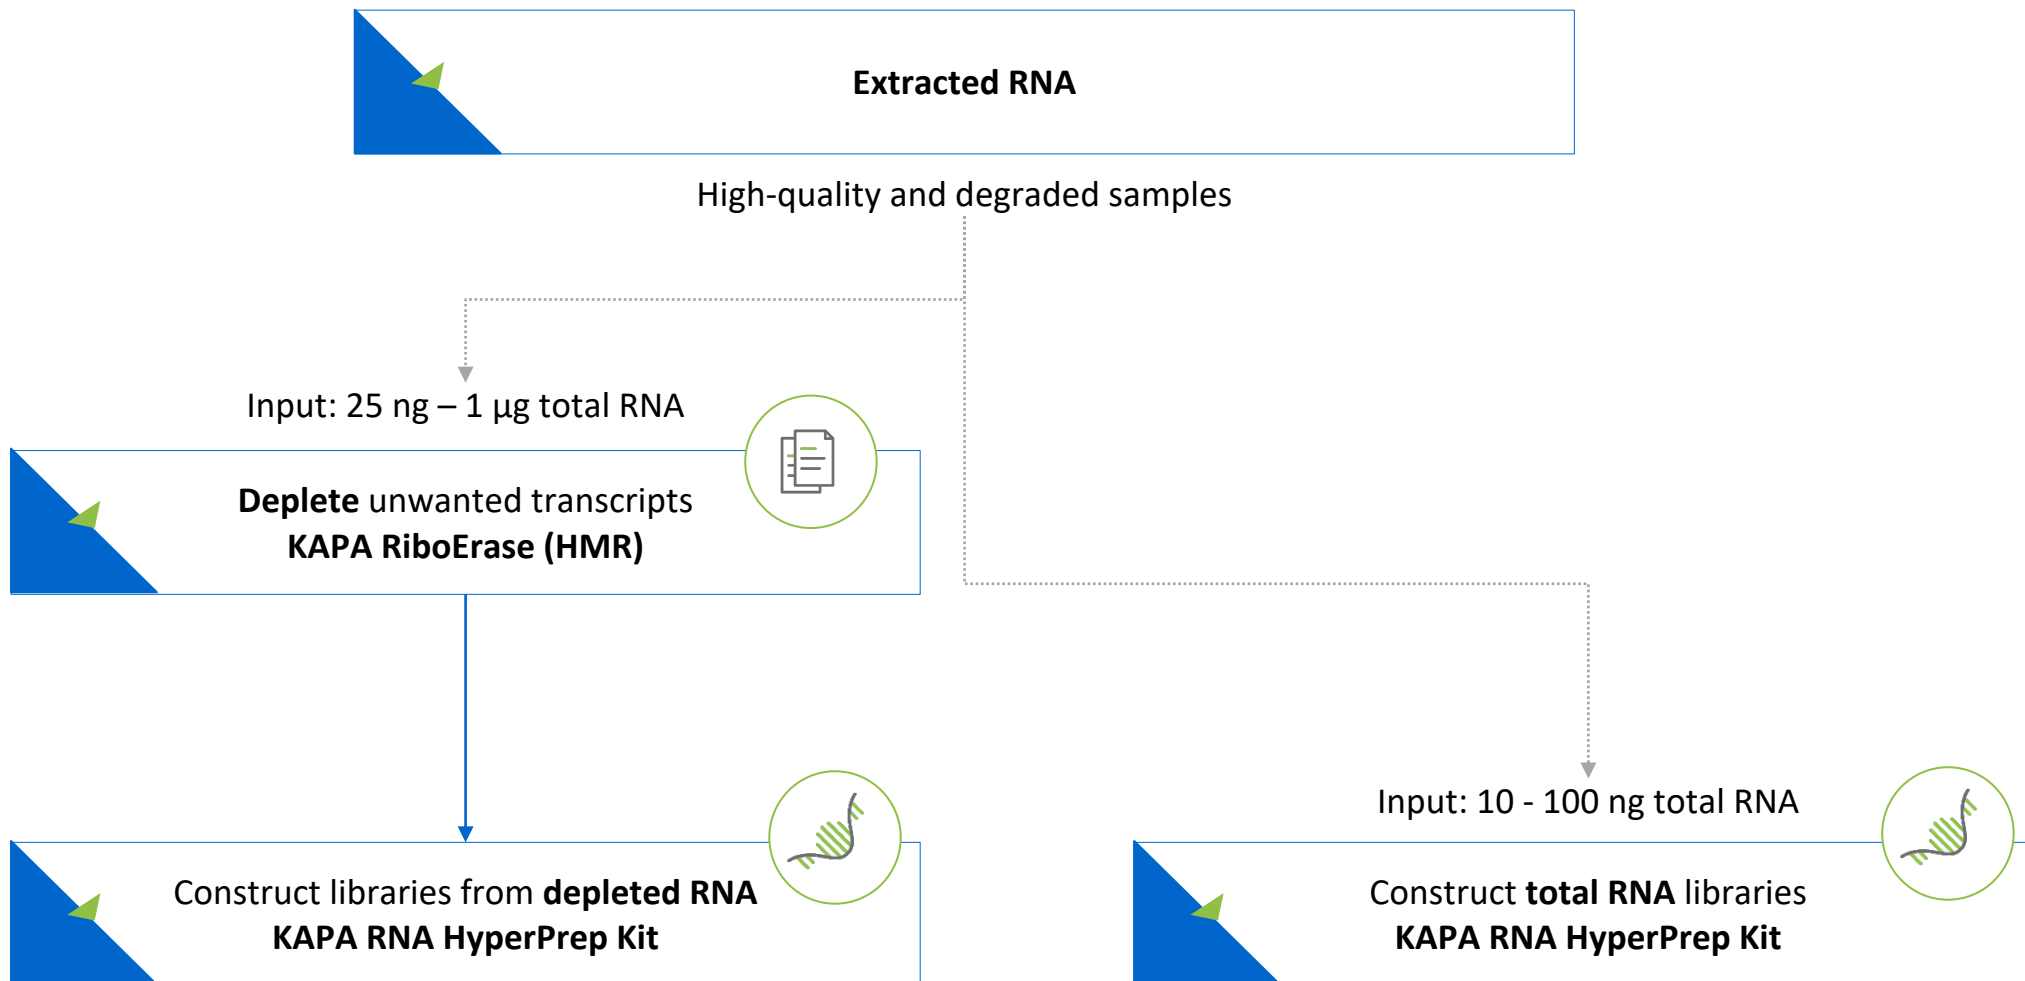 Extracted RNA
High-quality and degraded samples
Input: 25 ng – 1 µg total RNA
Deplete unwanted transcripts
KAPA RiboErase (HMR)
Input: 10 - 100 ng total RNA
Construct libraries from depleted RNA
KAPA RNA HyperPrep Kit
Construct total RNA libraries
KAPA RNA HyperPrep Kit